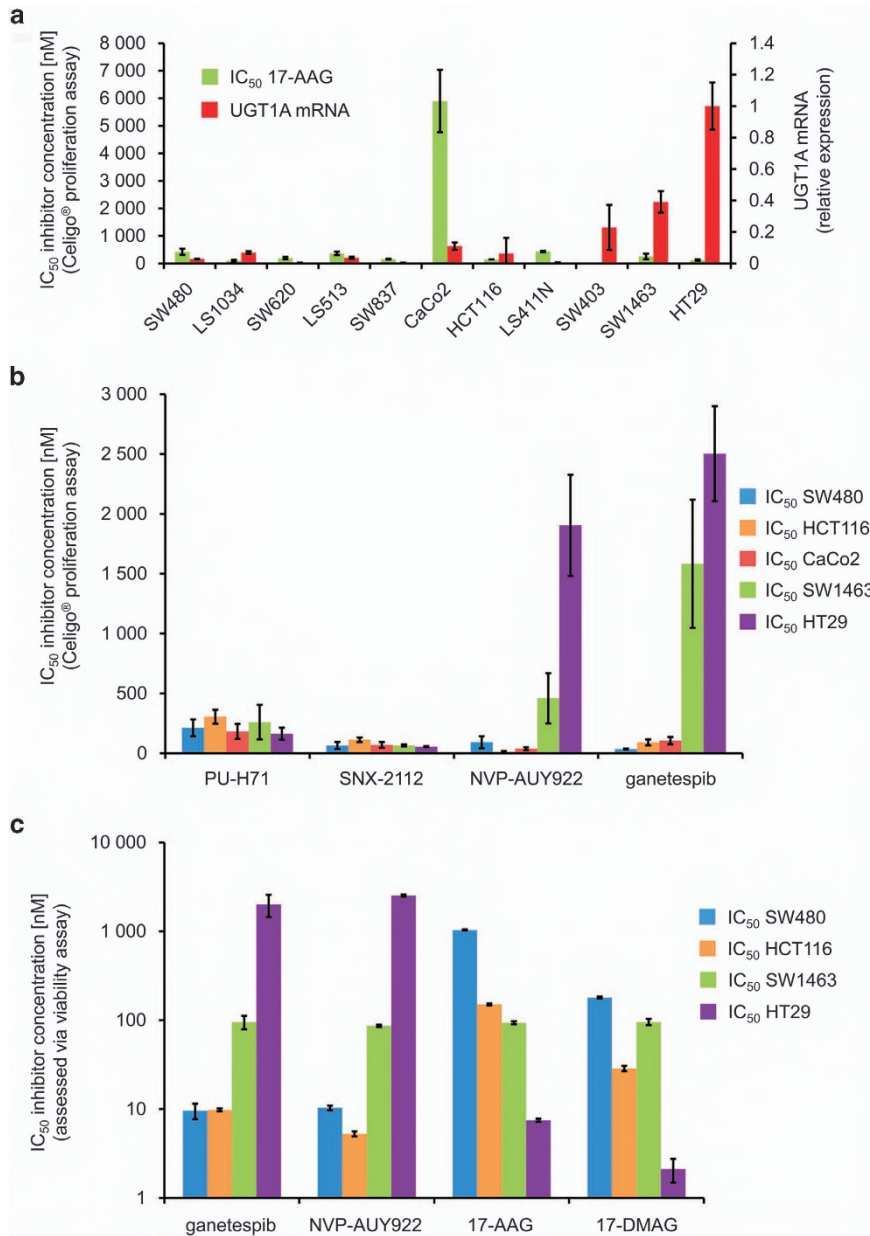 a
8 000
7 000
6 000
5 000
4 000
3 000
2 000
1 000
0
IC50 inhibitor concentration [nM]
(Celigo® proliferation assay)
IC50 17-AAG
UGT1A mRNA
1.4
1.2
1
0.8
0.6
0.4
0.2
0
UGT1A mRNA
(relative expression)
SW480
LS1034
SW620
LS513
SW837
CaCo2
HCT116
LS411N
SW403
SW1463
HT29
b
3 000
2 500
2 000
1 500
1 000
500
0
IC50 inhibitor concentration [nM]
(Celigo® proliferation assay)
IC50 SW480
IC50 HCT116
IC50 CaCo2
IC50 SW1463
IC50 HT29
PU-H71
SNX-2112
NVP-AUY922
ganetespib
c
10 000
1 000
100
10
1
IC50 inhibitor concentration [nM]
(assessed via viability assay)
IC50 SW480
IC50 HCT116
IC50 SW1463
IC50 HT29
ganetespib
NVP-AUY922
17-AAG
17-DMAG